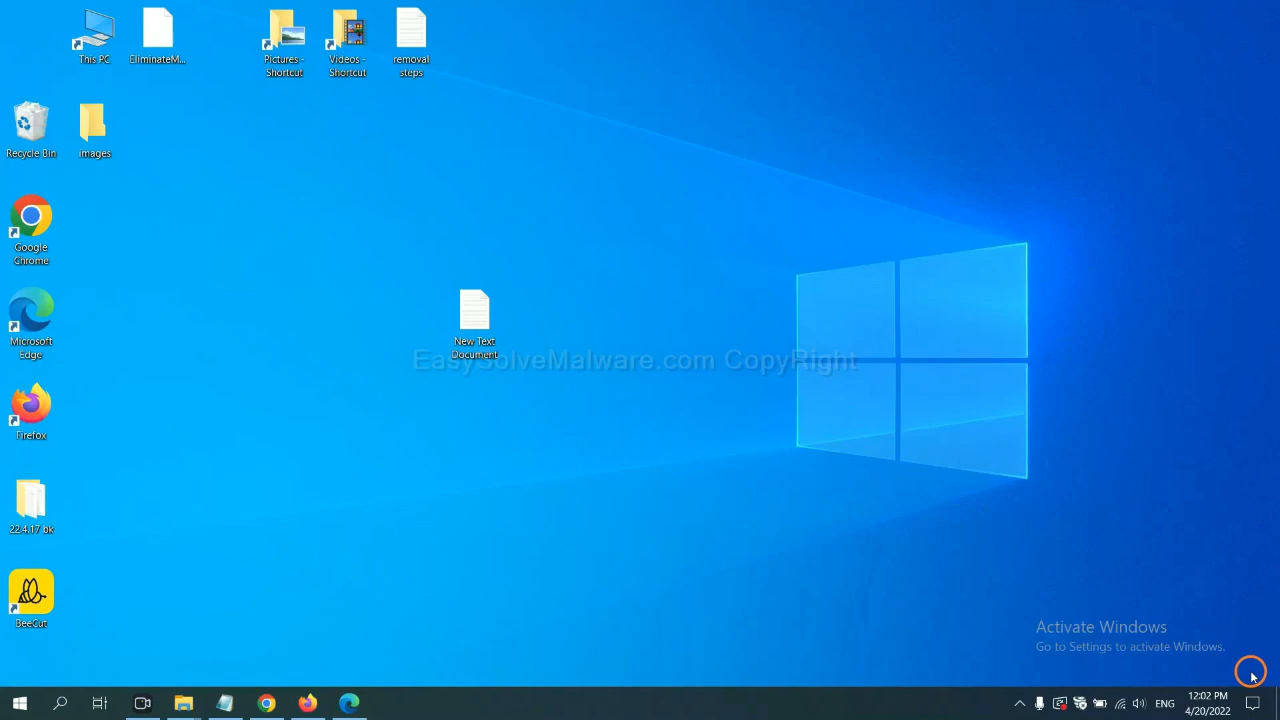 This PC
EliminateM...
Pictures -
Shortcut
Videos -
Shortcut
removal
steps
Recycle Bin
images
Google
Chrome
New Text
Document
Microsoft
Edge
EasySolveMalware.com CopyRight
Firefox
22.4.17 bk
BeeCut
Activate Windows
Go to Settings to activate Windows.
ENG
12:02 PM
4/20/2022